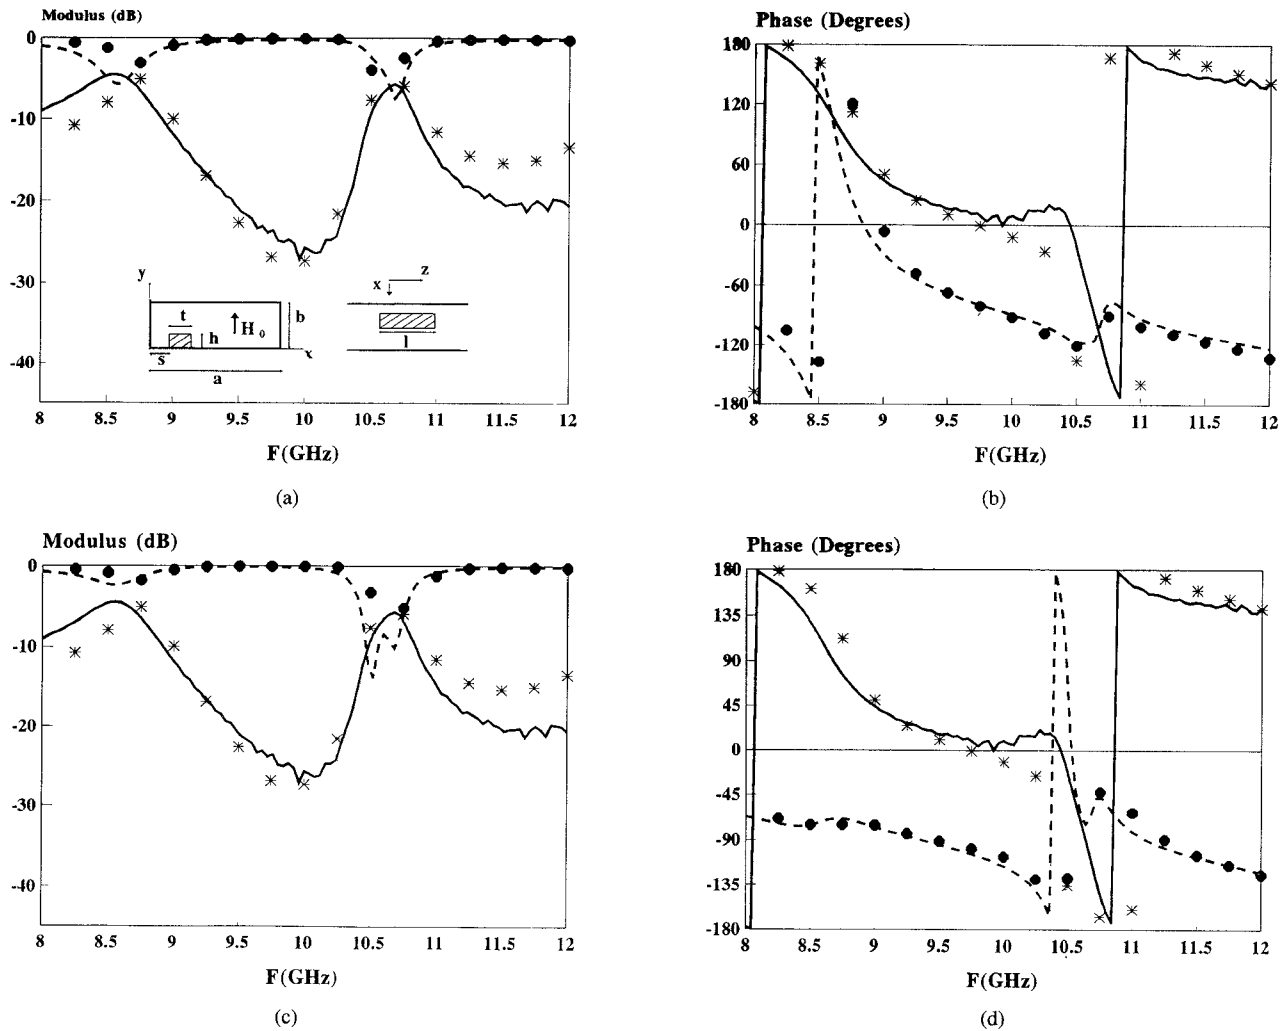 Modulus (dB)
0
-10
-20
-30
-40
8 8.5 9 9.5 10 10.5 11 11.5 12
F(GHz)
y
t
h
H0
b
s
x
a
z
x
l
(a)
Phase (Degrees)
180
120
60
0
-60
-120
-180
8 8.5 9 9.5 10 10.5 11 11.5 12
F(GHz)
(b)
Modulus (dB)
0
-10
-20
-30
-40
8 8.5 9 9.5 10 10.5 11 11.5 12
F(GHz)
(c)
Phase (Degrees)
180
135
90
45
0
-45
-90
-135
-180
8 8.5 9 9.5 10 10.5 11 11.5 12
F(GHz)
(d)